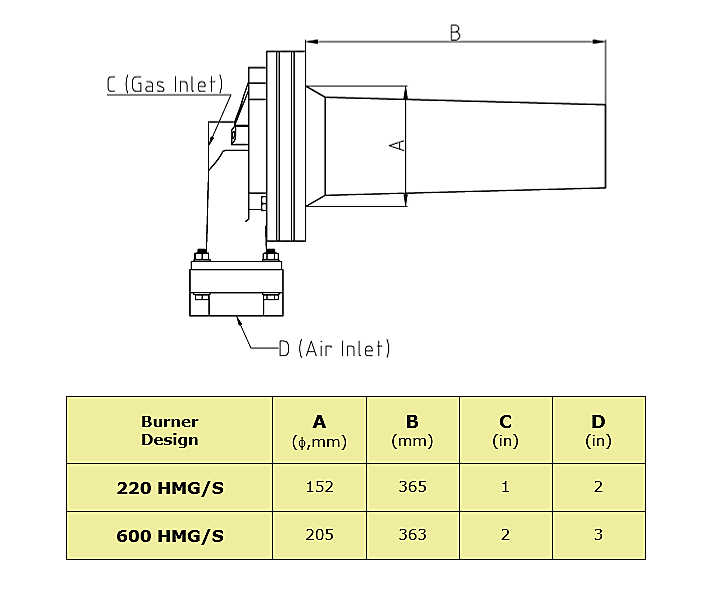 B
C (Gas Inlet)
A
D (Air Inlet)
Burner Design A (ϕ,mm) B (mm) C (in) D (in)
220 HMG/S 152 365 1 2
600 HMG/S 205 363 2 3